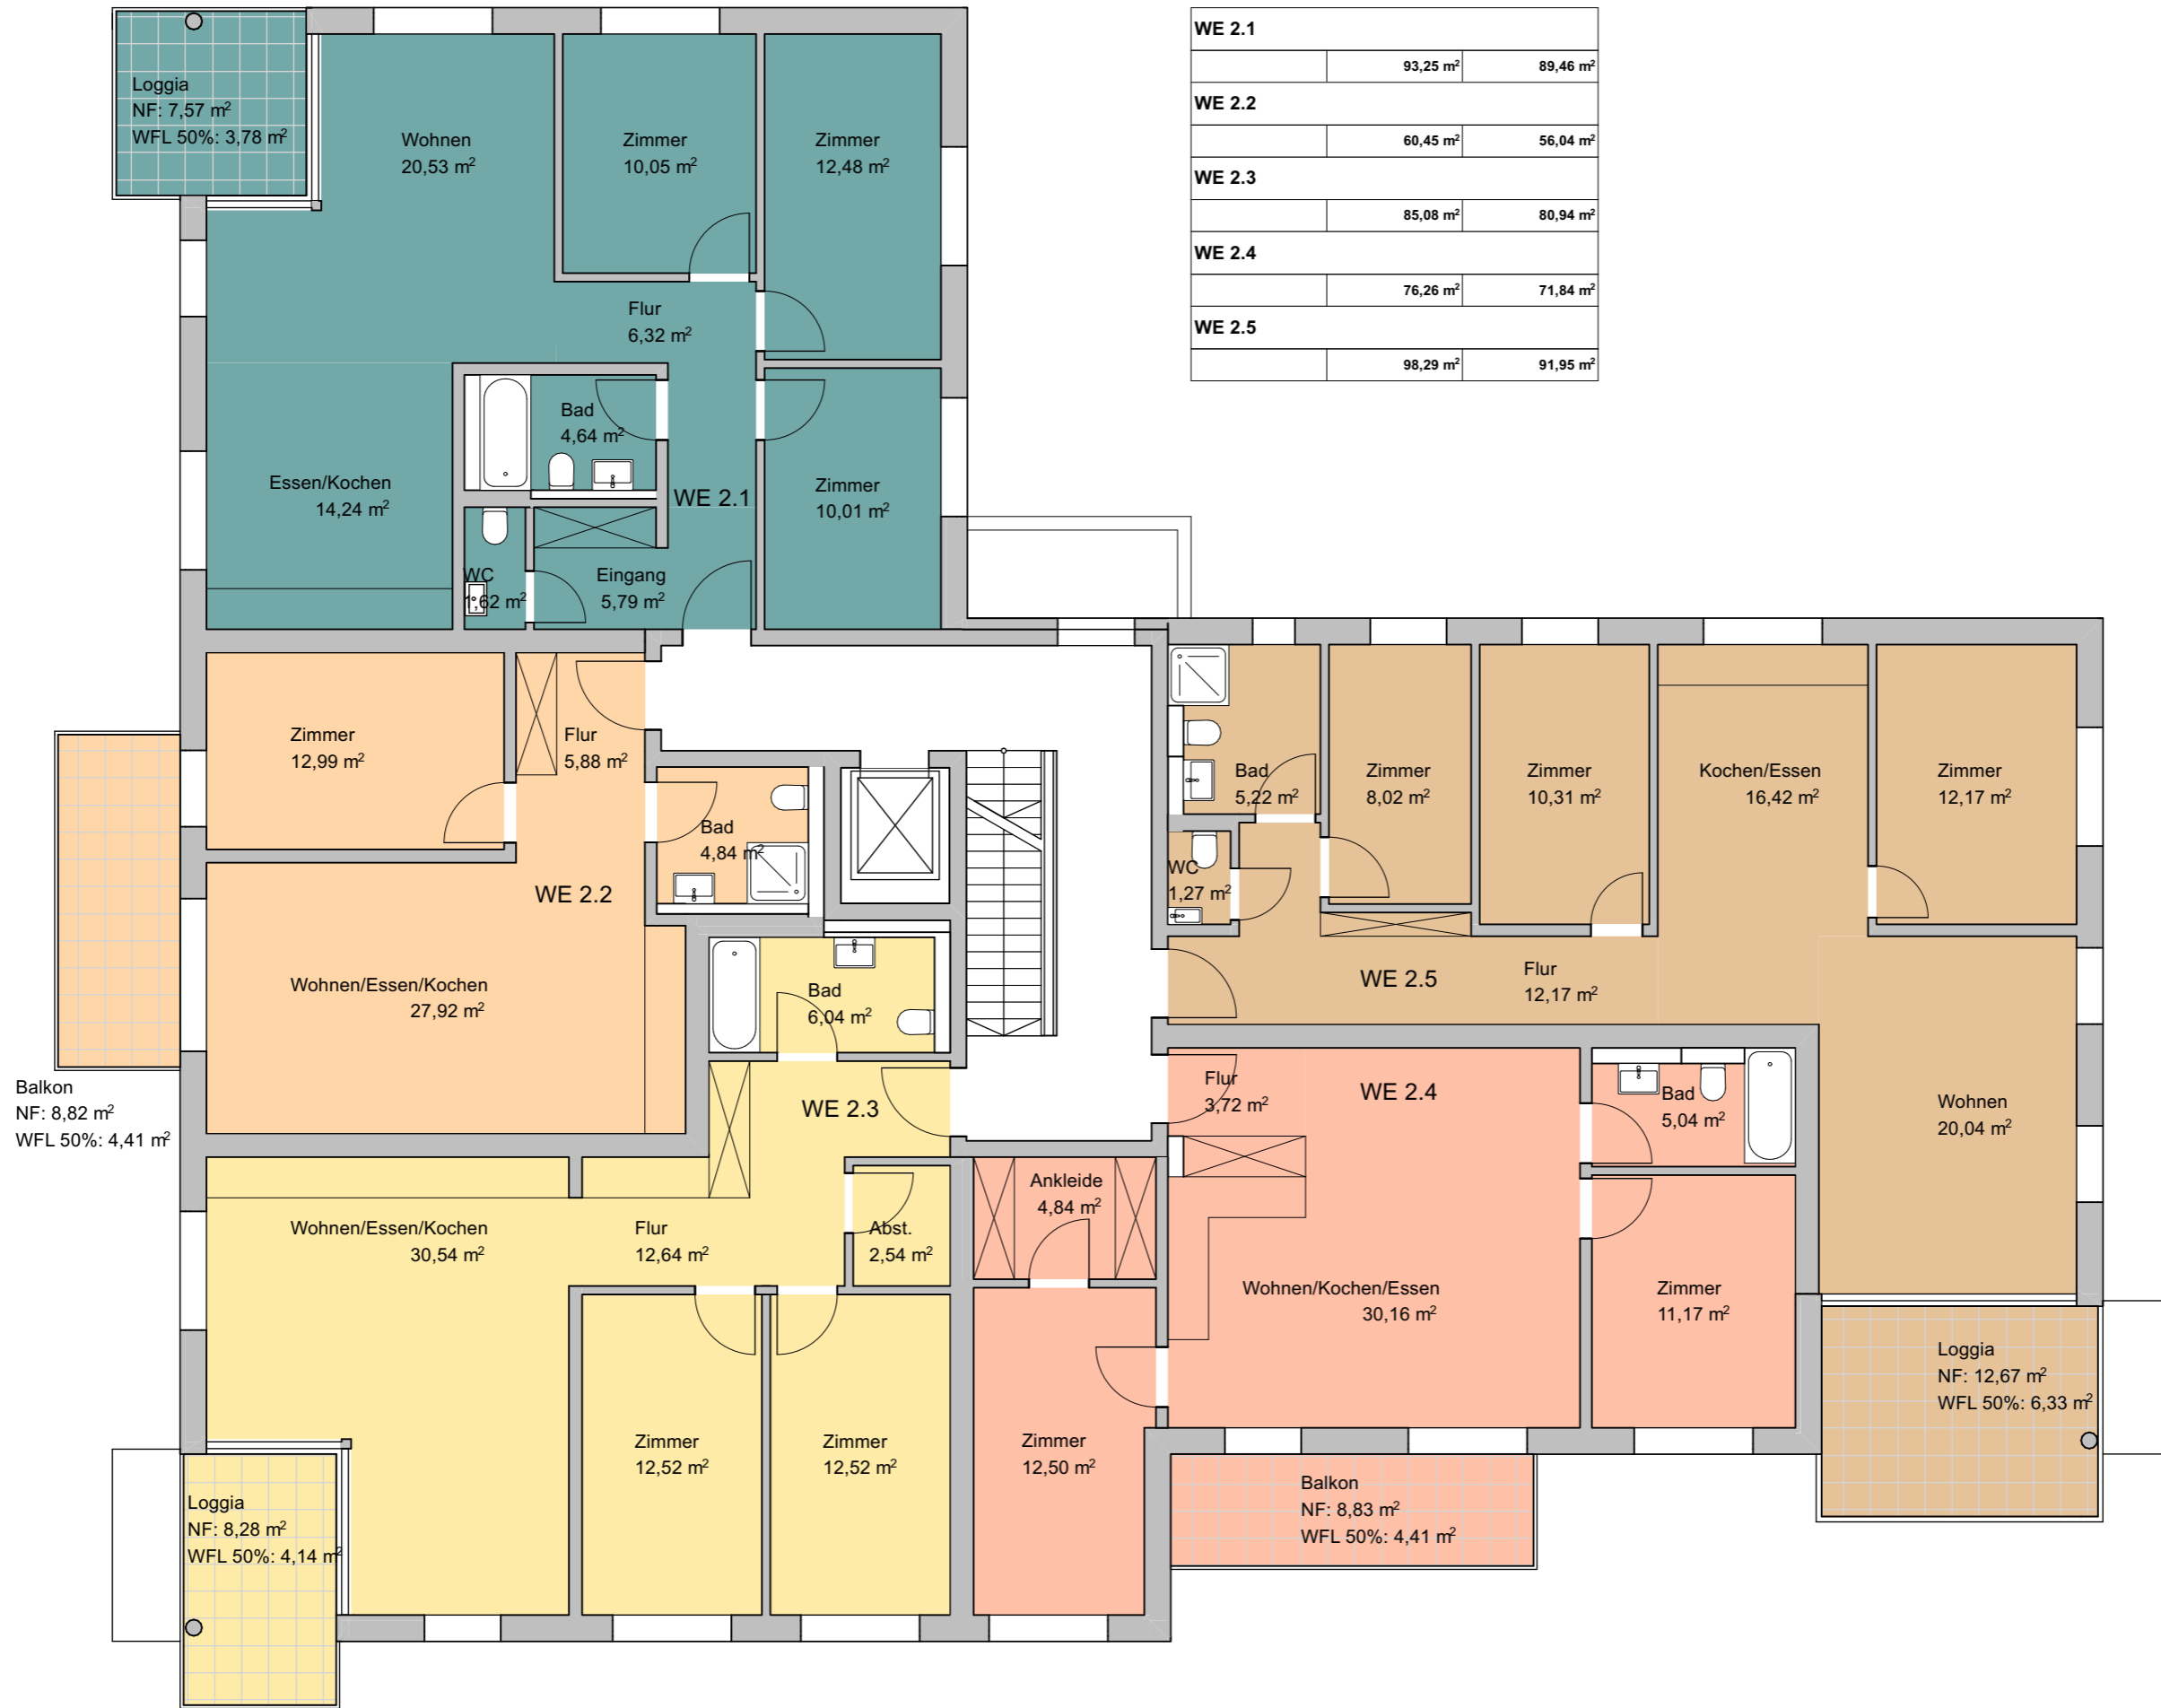 WE 2.1
93,25 m² 89,46 m²
WE 2.2
60,45 m² 56,04 m²
WE 2.3
85,08 m² 80,94 m²
WE 2.4
76,26 m² 71,84 m²
WE 2.5
98,29 m² 91,95 m²
Loggia
NF: 7,57 m²
WFL 50%: 3,78 m²
Wohnen
20,53 m²
Zimmer
10,05 m²
Zimmer
12,48 m²
Flur
6,32 m²
Bad
4,64 m²
Essen/Kochen
14,24 m²
WE 2.1
Zimmer
10,01 m²
WC
1,62 m²
Eingang
5,79 m²
Zimmer
12,99 m²
Flur
5,88 m²
Bad
4,84 m²
WE 2.2
Wohnen/Essen/Kochen
27,92 m²
Balkon
NF: 8,82 m²
WFL 50%: 4,41 m²
Bad
6,04 m²
WE 2.3
Wohnen/Essen/Kochen
30,54 m²
Flur
12,64 m²
Abst.
2,54 m²
Zimmer
12,52 m²
Zimmer
12,52 m²
Loggia
NF: 8,28 m²
WFL 50%: 4,14 m²
Bad
5,22 m²
Zimmer
8,02 m²
Zimmer
10,31 m²
Kochen/Essen
16,42 m²
Zimmer
12,17 m²
WC
1,27 m²
WE 2.5
Flur
12,17 m²
Wohnen
20,04 m²
Loggia
NF: 12,67 m²
WFL 50%: 6,33 m²
Flur
3,72 m²
WE 2.4
Bad
5,04 m²
Ankleide
4,84 m²
Wohnen/Kochen/Essen
30,16 m²
Zimmer
11,17 m²
Zimmer
12,50 m²
Balkon
NF: 8,83 m²
WFL 50%: 4,41 m²